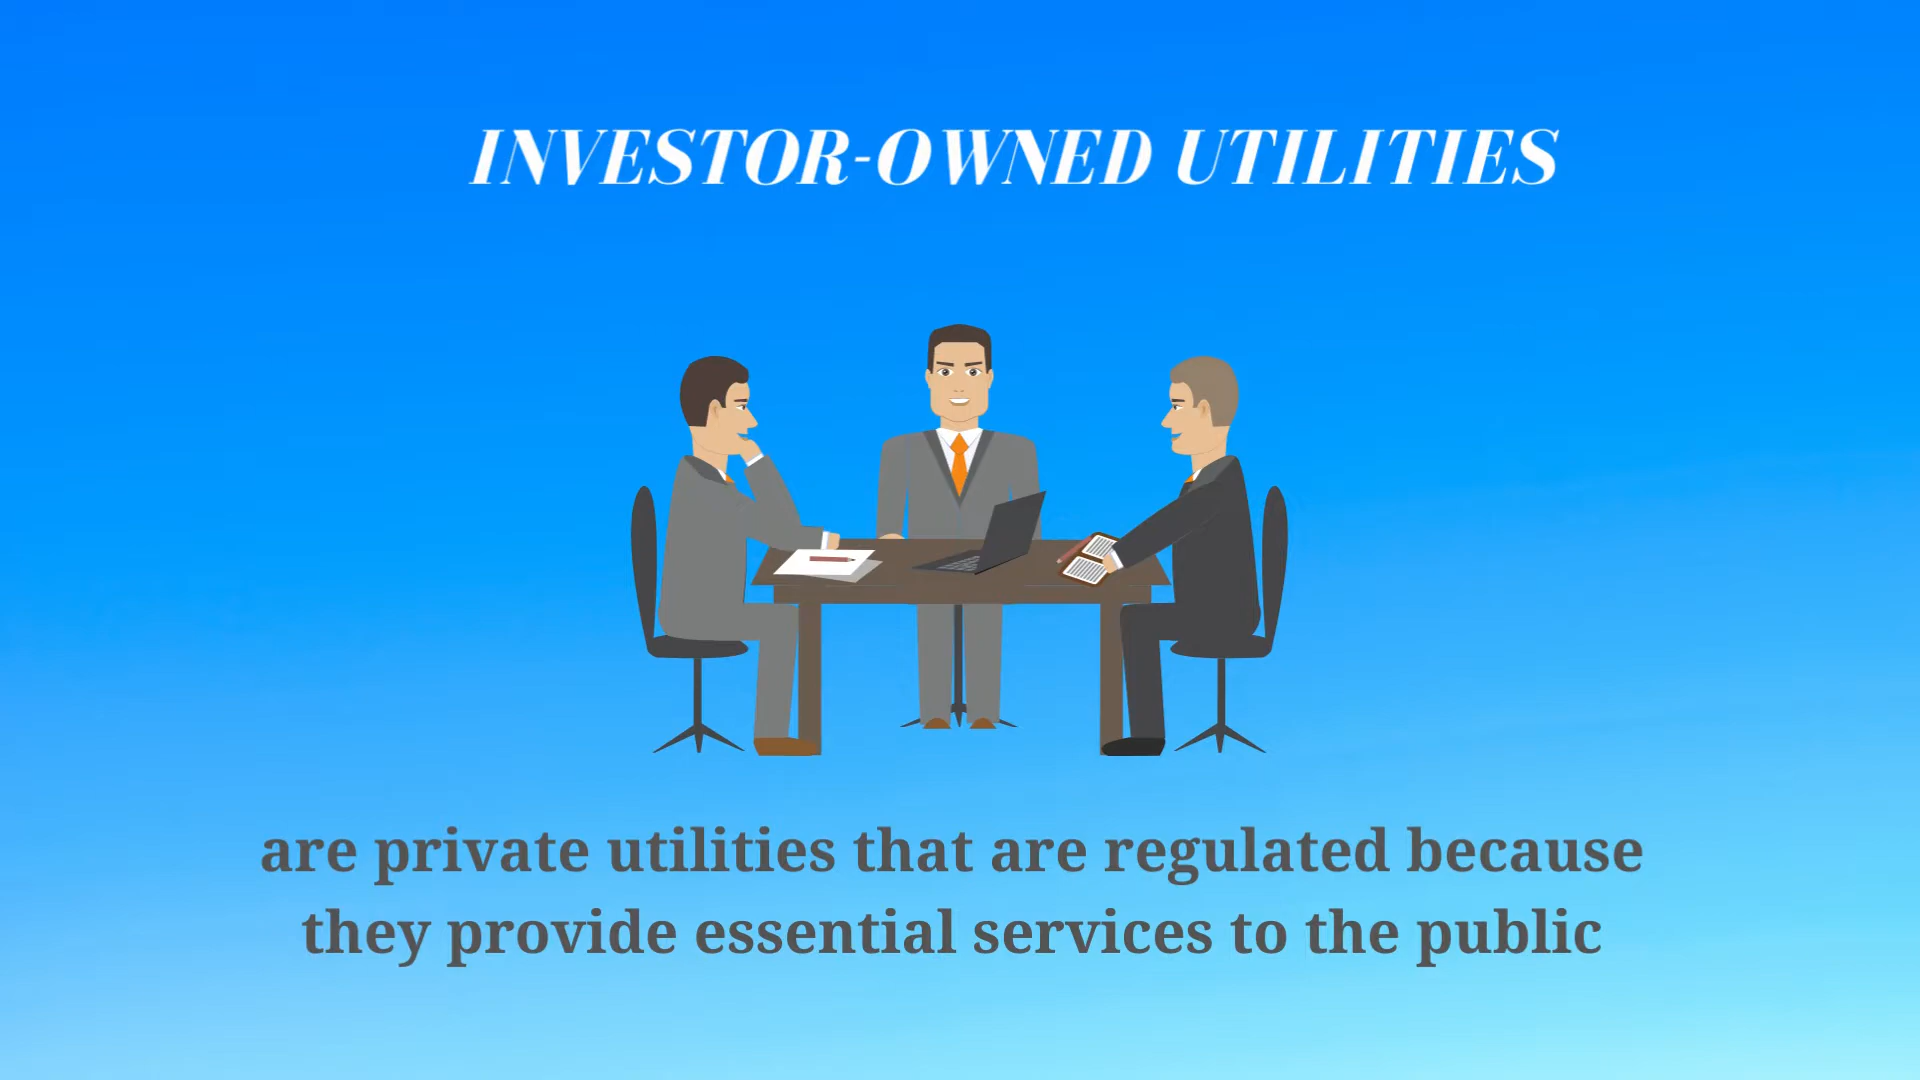 INVESTOR-OWNED UTILITIES
are private utilities that are regulated because
they provide essential services to the public